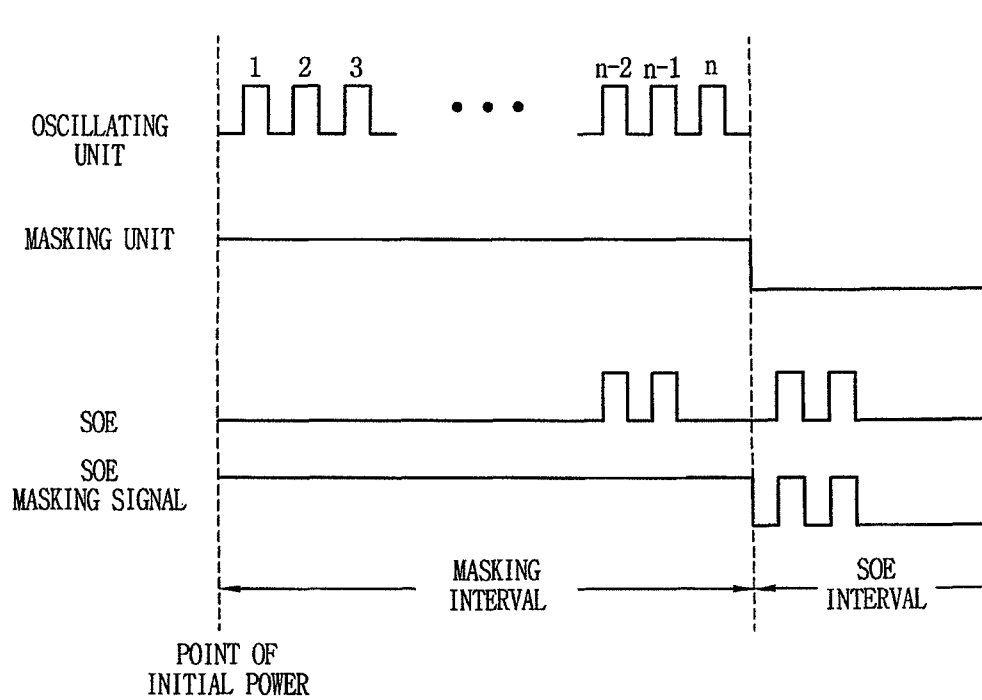 1 2 3 n-2 n-1 n
OSCILLATING
UNIT
MASKING UNIT
SOE
SOE
MASKING SIGNAL
MASKING
INTERVAL
SOE
INTERVAL
POINT OF
INITIAL POWER